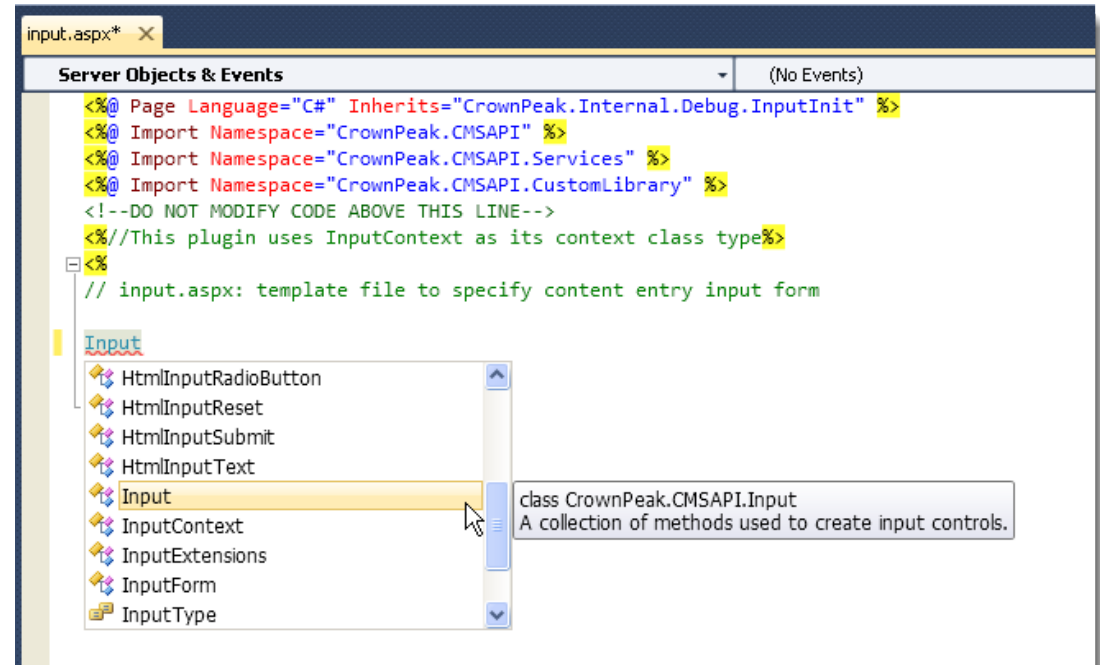 input.aspx*
Server Objects & Events (No Events)
<%@ Page Language="C#" Inherits="CrownPeak.Internal.Debug.InputInit" %>
<%@ Import Namespace="CrownPeak.CMSAPI" %>
<%@ Import Namespace="CrownPeak.CMSAPI.Services" %>
<%@ Import Namespace="CrownPeak.CMSAPI.CustomLibrary" %>
<!--DO NOT MODIFY CODE ABOVE THIS LINE-->
<%//This plugin uses InputContext as its context class type%>
<%
// input.aspx: template file to specify content entry input form
Input
HtmlInputRadioButton
HtmlInputReset
HtmlInputSubmit
HtmlInputText
Input
class CrownPeak.CMSAPI.Input
A collection of methods used to create input controls.
InputContext
InputExtensions
InputForm
InputType